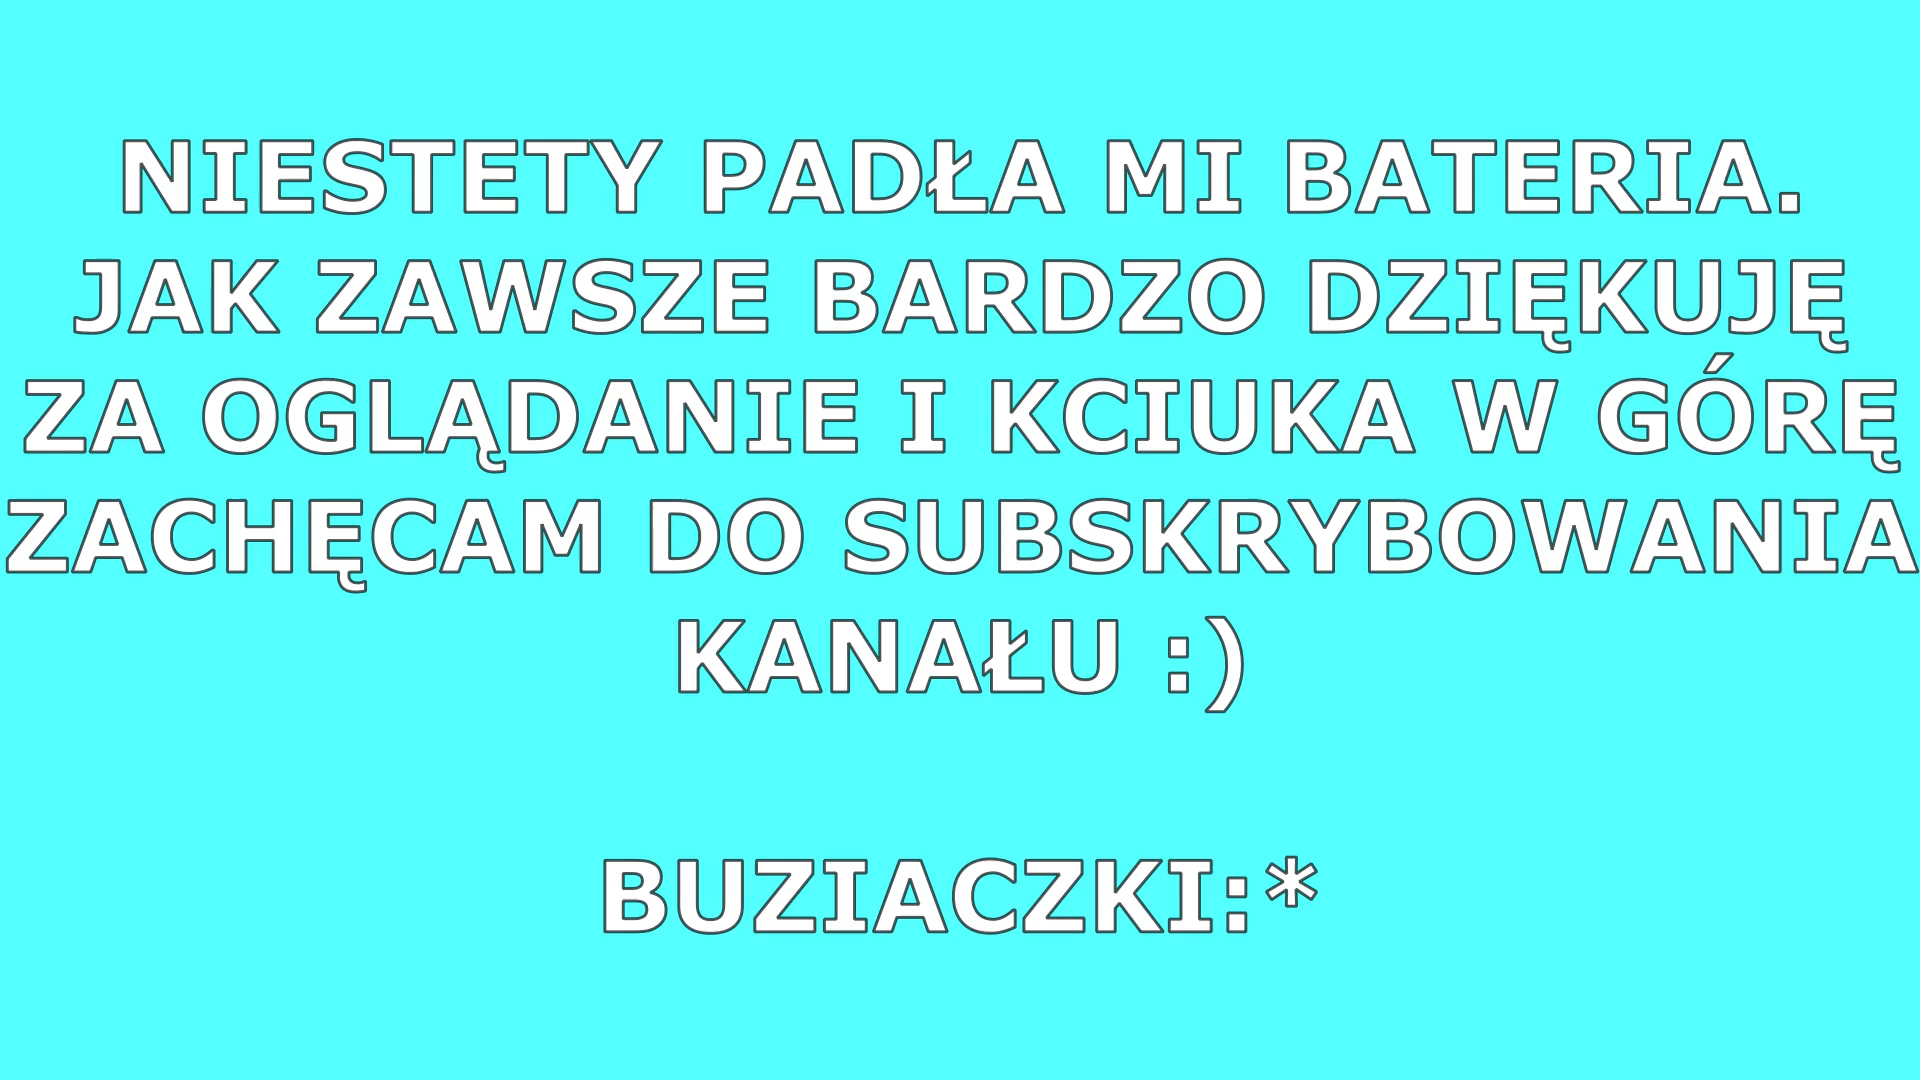 NIESTETY PADŁA MI BATERIA.
JAK ZAWSZE BARDZO DZIĘKUJĘ
ZA OGLĄDANIE I KCIUKA W GÓRĘ
ZACHĘCAM DO SUBSKRYBOWANIA
KANAŁU :)
BUZIACZKI:*